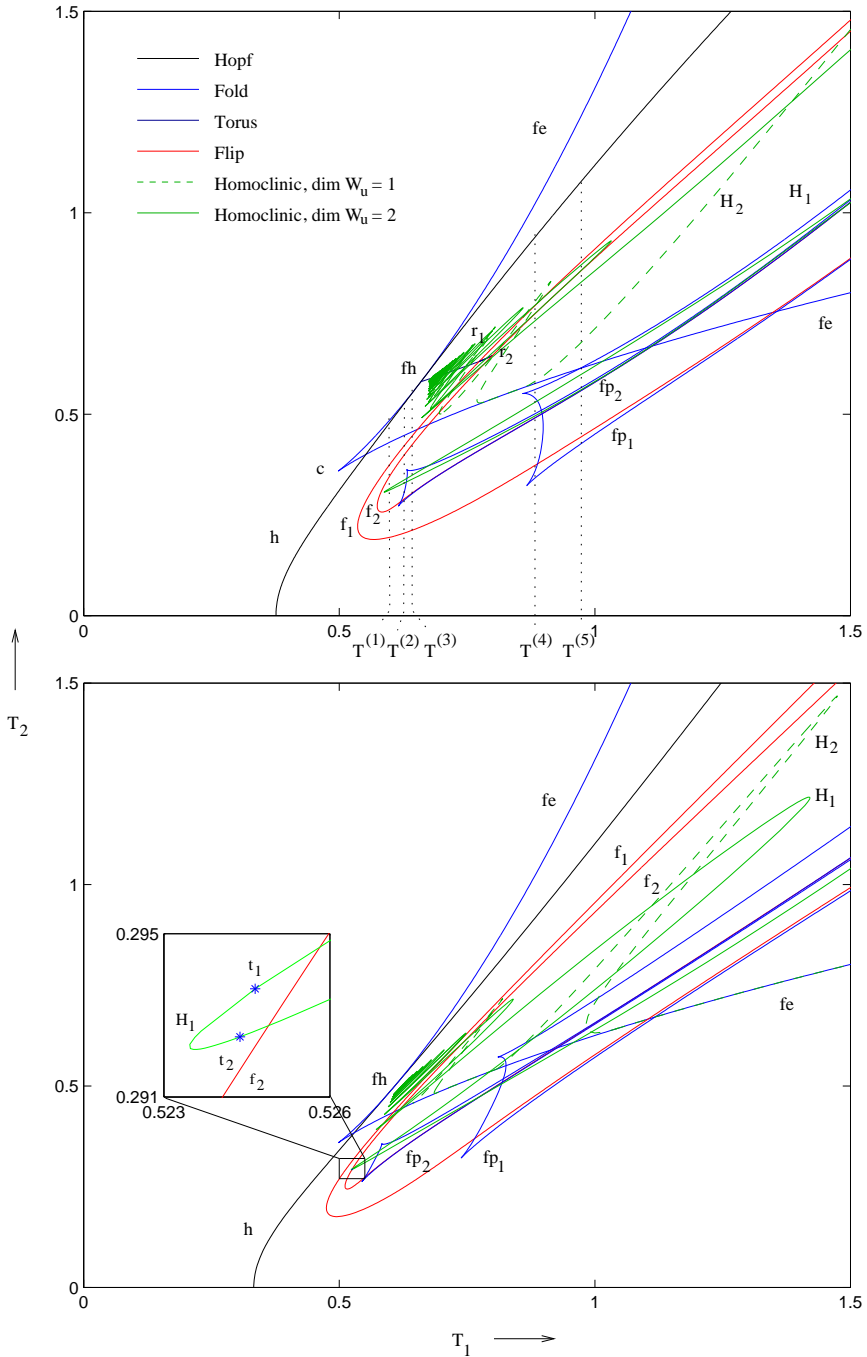 1.5
Hopf
Fold
Torus
Flip
Homoclinic, dim W_u = 1
Homoclinic, dim W_u = 2
fe
H_2
H_1
1
r_1
r_2
fh
fe
fp_2
0.5
c
fp_1
f_2
f_1
h
0
0 0.5 1 1.5
T^(1) T^(2) T^(3) T^(4) T^(5)
T_2
1.5
H_2
fe
H_1
f_1
f_2
1
0.295
t_1
H_1
t_2
f_2
0.291
0.523 0.526
fe
fh
0.5
fp_2 fp_1
h
0
0 0.5 1 1.5
T_1